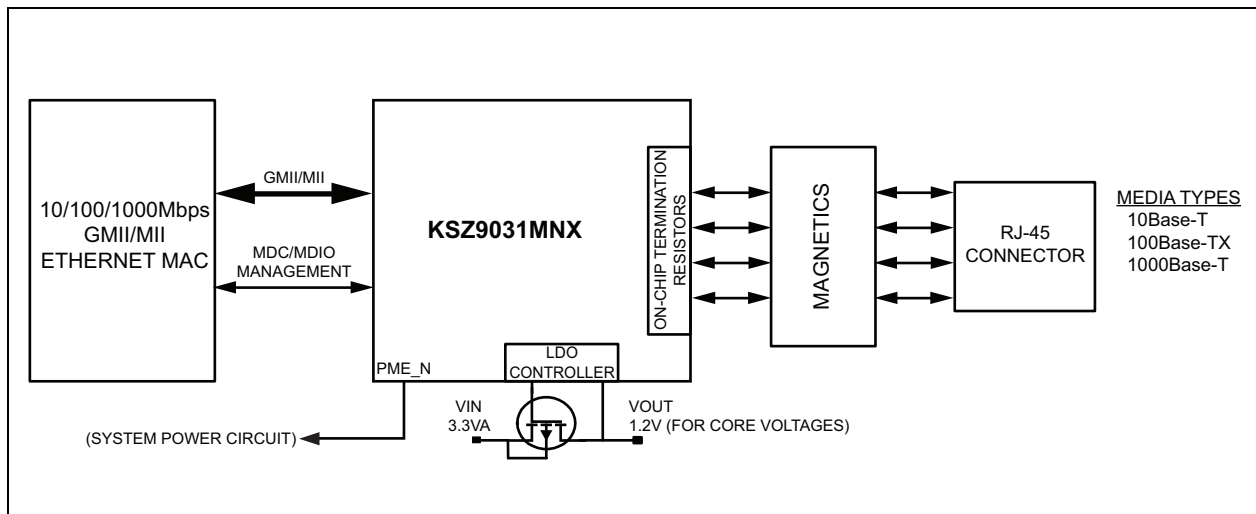 10/100/1000Mbps
GMII/MII
ETHERNET MAC
GMII/MII
MDC/MDIO
MANAGEMENT
KSZ9031MNX
ON-CHIP TERMINATION
RESISTORS
MAGNETICS
RJ-45
CONNECTOR
MEDIA TYPES
10Base-T
100Base-TX
1000Base-T
PME_N
LDO
CONTROLLER
VIN
3.3VA
VOUT
1.2V (FOR CORE VOLTAGES)
(SYSTEM POWER CIRCUIT)